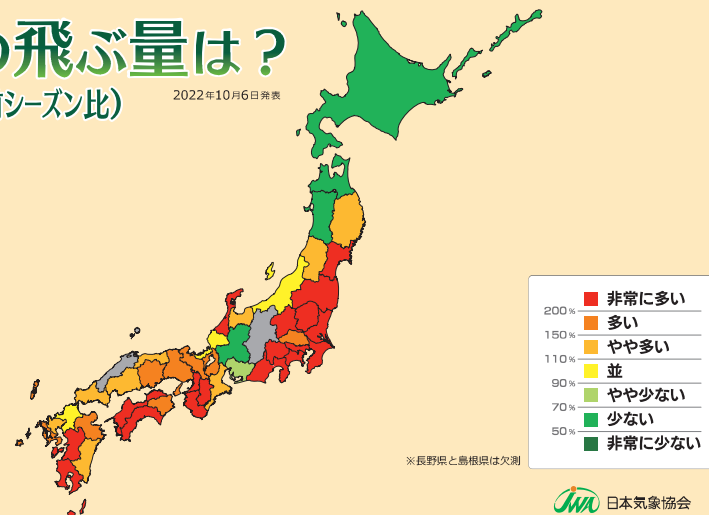 の飛ぶ量は？
前シーズン比）
2022年10月6日発表
非常に多い
200%
多い
150%
やや多い
110%
並
90%
やや少ない
70%
少ない
50%
非常に少ない
※長野県と島根県は欠測
JWA 日本気象協会